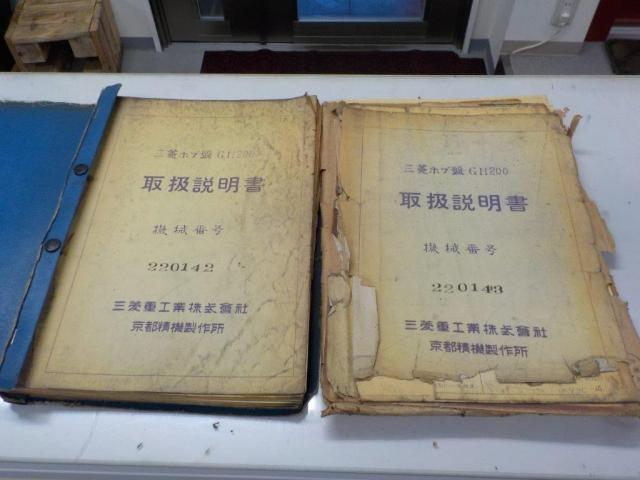 三菱ホブ盤 GH200
取扱説明書
機械番号
220142
三菱重工業株式會社
京都精機製作所
三菱ホブ盤 GH200
取扱説明書
機械番号
220143
三菱重工業株式會社
京都精機製作所